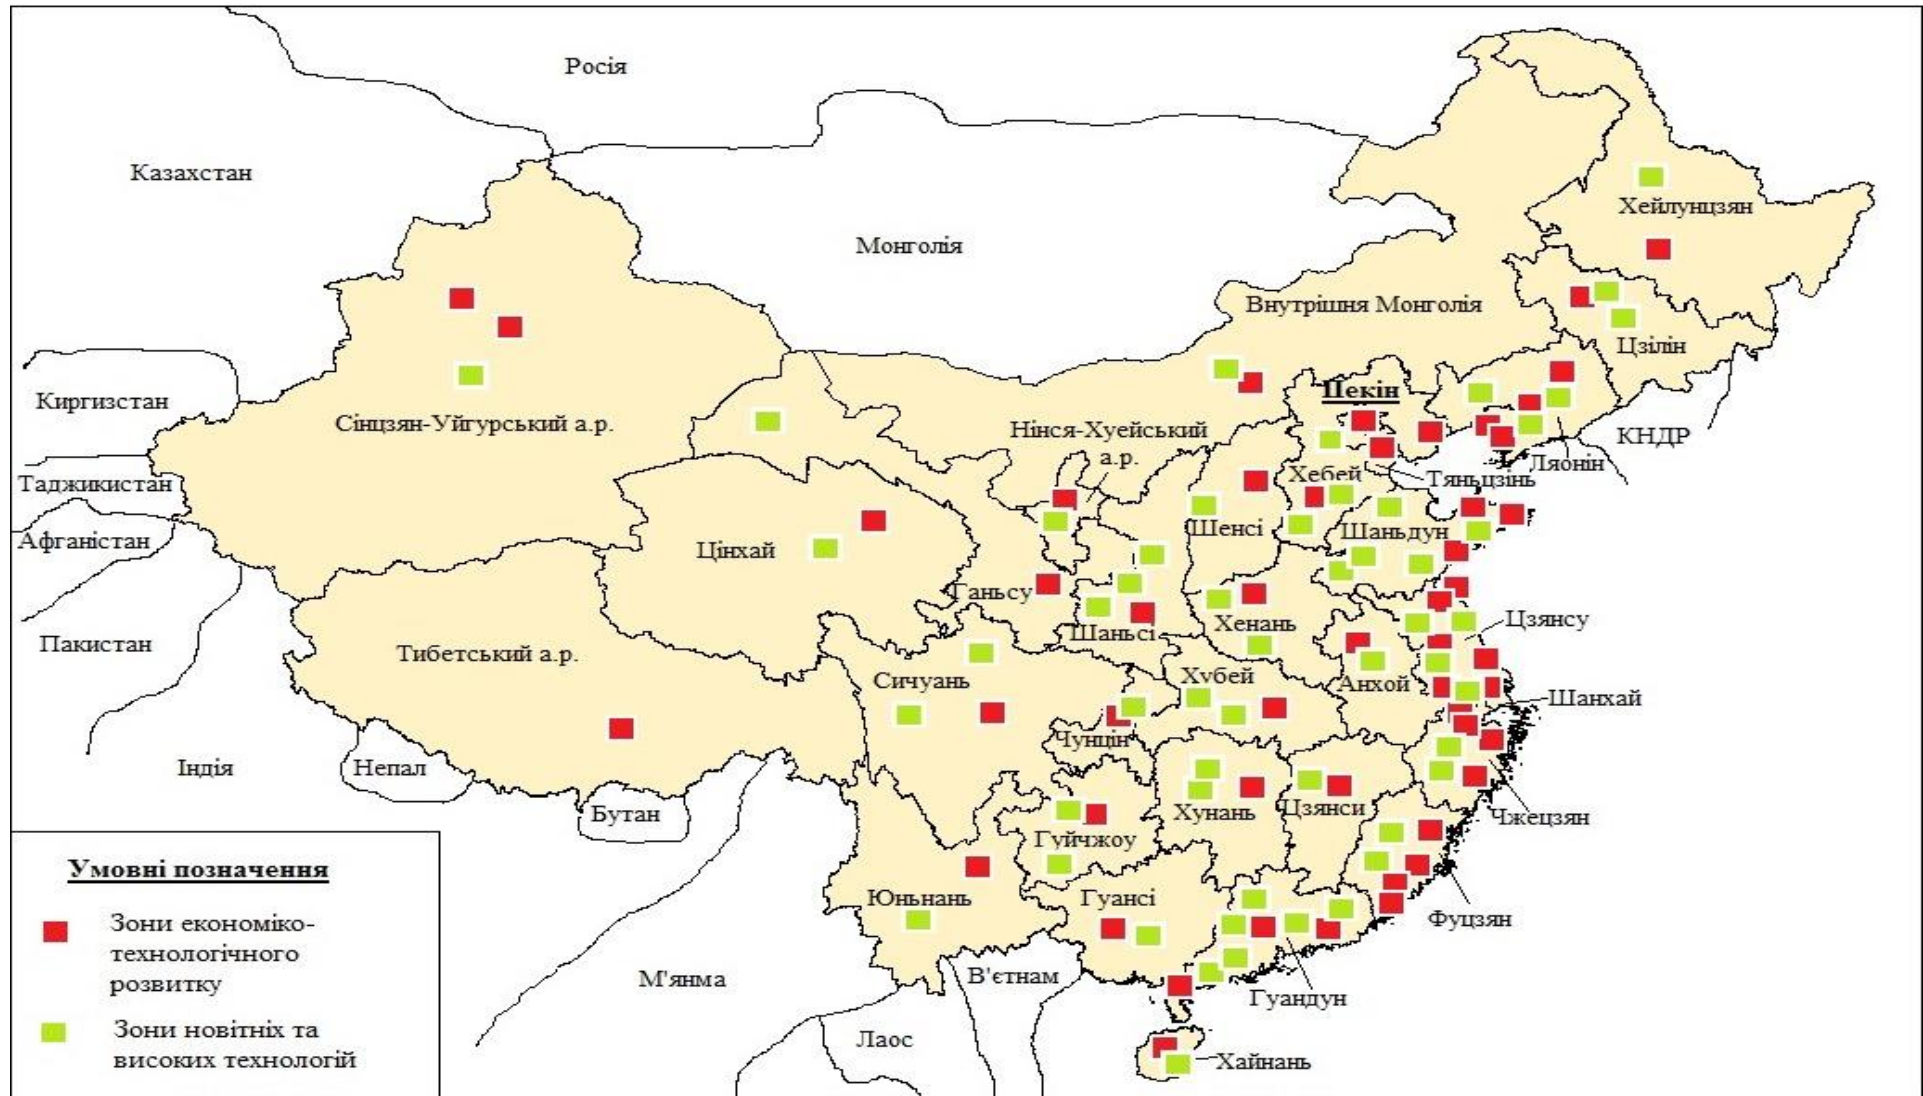 Росія
Казахстан
Монголія
Хейлунцзян
Внутрішня Монголія
Цзілін
Киргизстан
Пекін
Сінцзян-Уйгурський а.р.
Нінся-Хуейський
а.р.
КНДР
Ляонін
Хебей
Тяньцзінь
Таджикистан
Афганістан
Цінхай
Шенсі
Шаньдун
Ганьсу
Пакистан
Тибетський а.р.
Шаньсі
Хенань
Цзянсу
Сичуань
Хубей
Анхой
Шанхай
Чунцін
Індія
Непал
Бутан
Гуйчжоу
Хунань
Цзянси
Чжецзян
Юньнань
Гуансі
Фуцзян
М'янма
В'єтнам
Гуандун
Лаос
Хайнань
Умовні позначення
Зони економіко-
технологічного
розвитку
Зони новітніх та
високих технологій